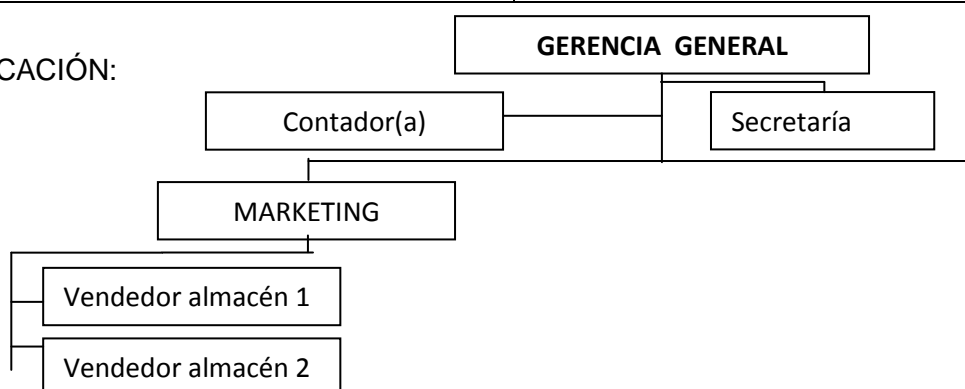 GERENCIA GENERAL
CACIÓN:
Contador(a)
Secretaría
MARKETING
Vendedor almacén 1
Vendedor almacén 2